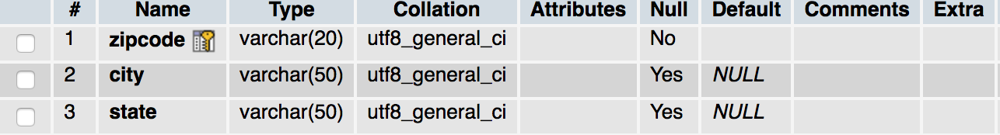 # Name Type Collation Attributes Null Default Comments Extra
1 zipcode varchar(20) utf8_general_ci No
2 city varchar(50) utf8_general_ci Yes NULL
3 state varchar(50) utf8_general_ci Yes NULL